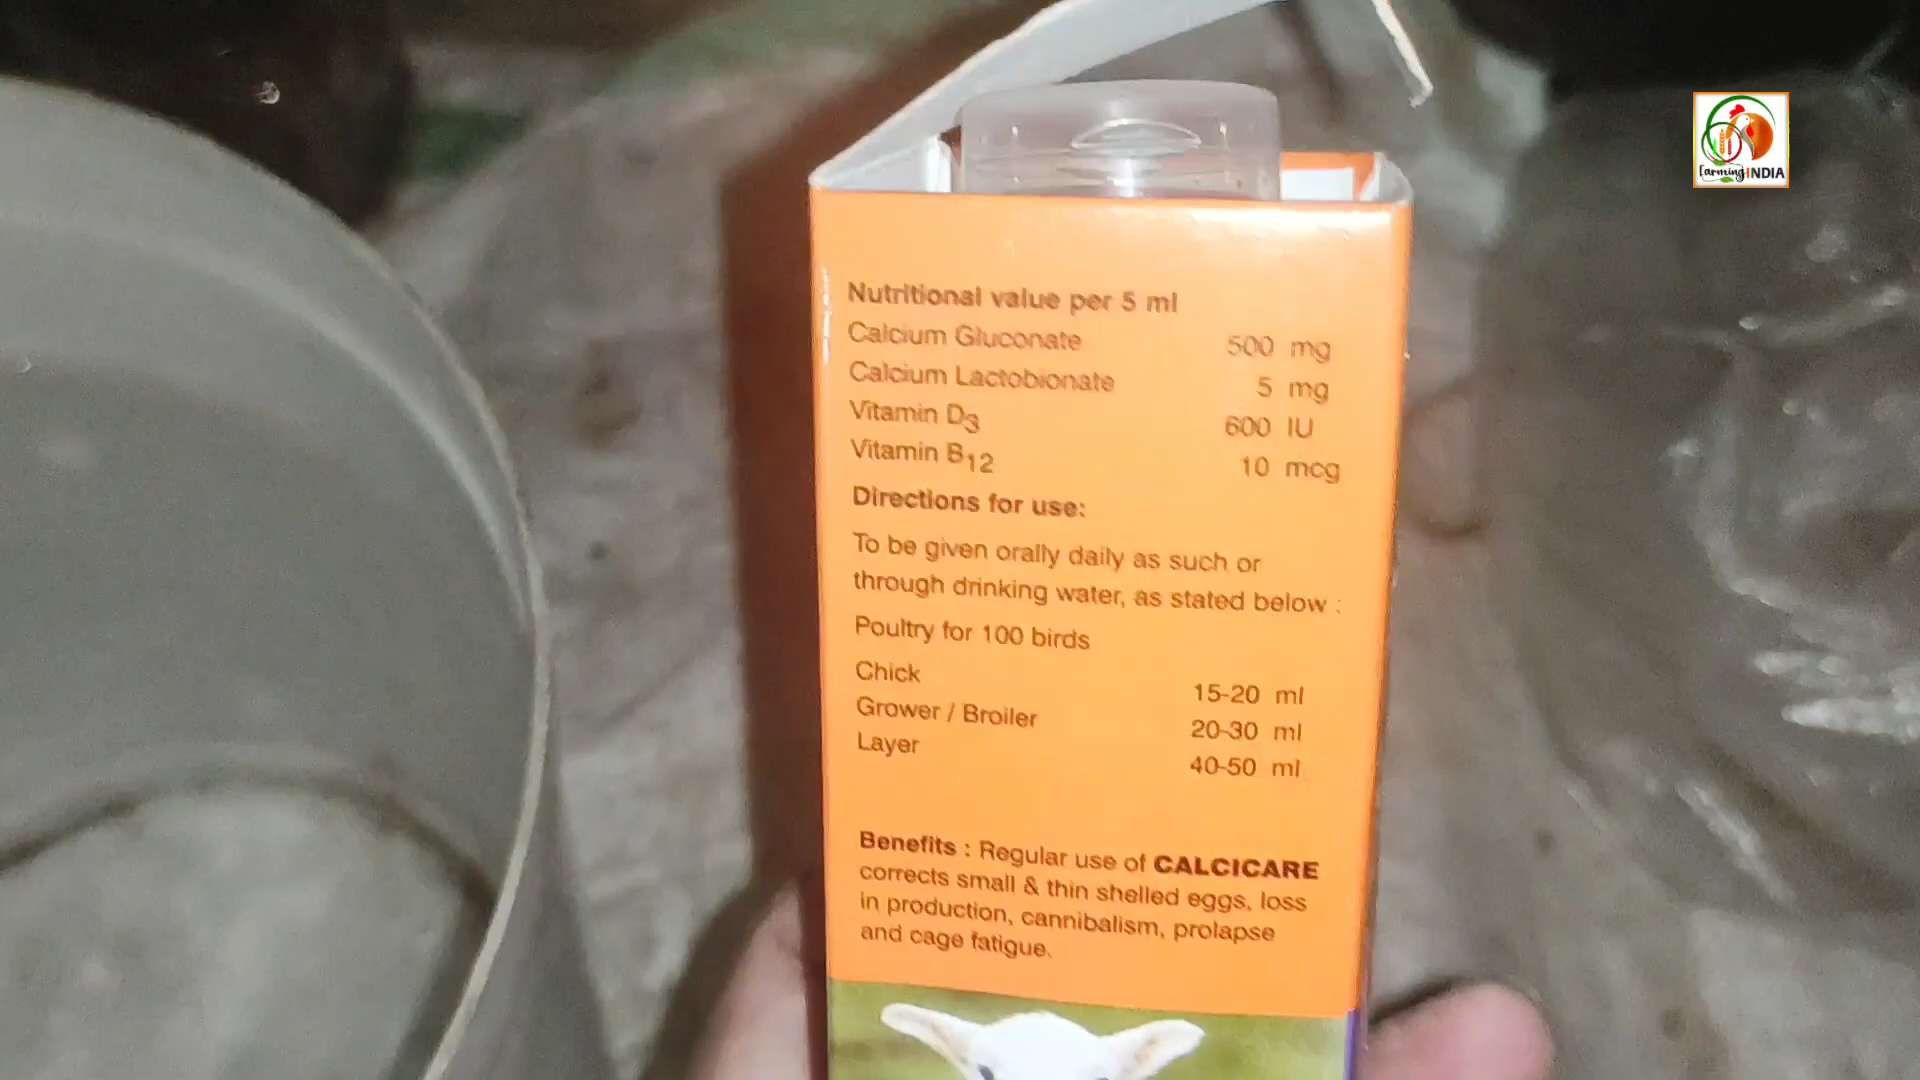 Farming INDIA
Nutritional value per 5 ml
Calcium Gluconate 500 mg
Calcium Lactobionate 5 mg
Vitamin D3 600 IU
Vitamin B12 10 mcg
Directions for use:
To be given orally daily as such or
through drinking water, as stated below :
Poultry for 100 birds
Chick 15-20 ml
Grower / Broiler 20-30 ml
Layer 40-50 ml
Benefits : Regular use of CALCICARE
corrects small & thin shelled eggs, loss
in production, cannibalism, prolapse
and cage fatigue.